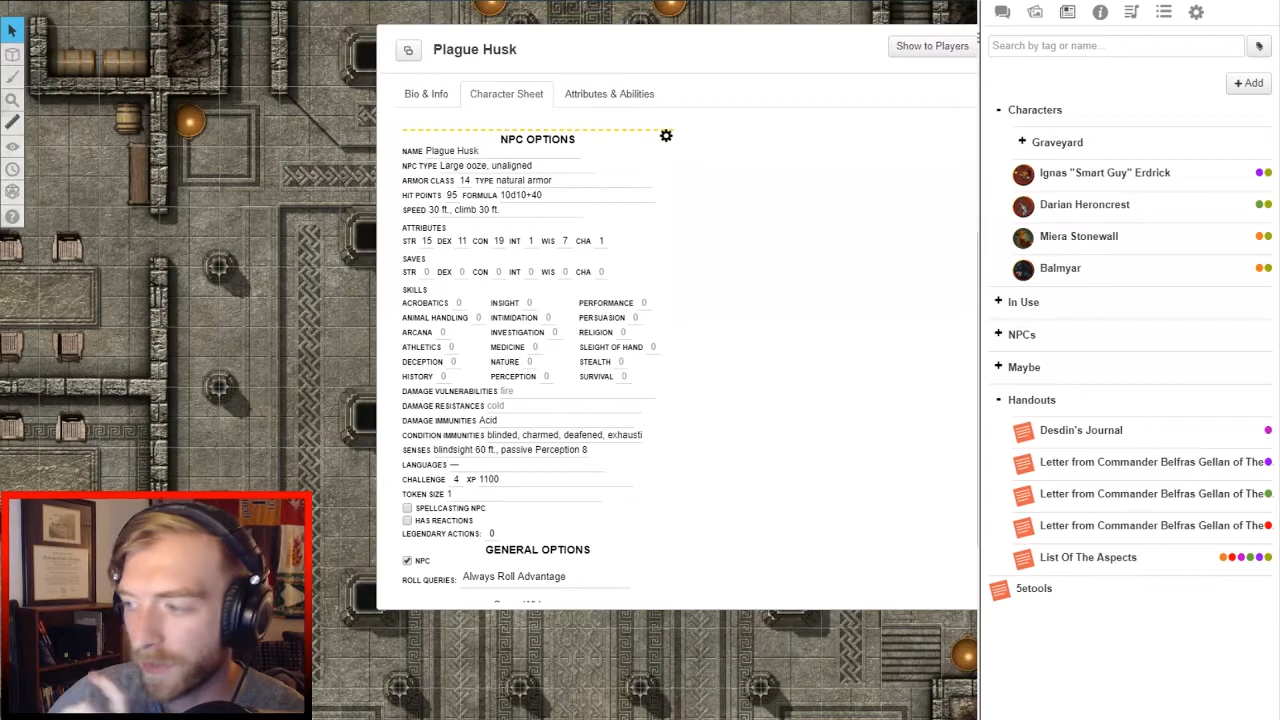 Plague Husk
Show to Players
Bio & Info
Character Sheet
Attributes & Abilities
NPC OPTIONS
NAME Plague Husk
NPC TYPE Large ooze, unaligned
ARMOR CLASS 14 TYPE natural armor
HIT POINTS 95 FORMULA 10d10+40
SPEED 30 ft., climb 30 ft.
ATTRIBUTES
STR 15 DEX 11 CON 19 INT 1 WIS 7 CHA 1
SAVES
STR 0 DEX 0 CON 0 INT 0 WIS 0 CHA 0
SKILLS
ACROBATICS 0 INSIGHT 0 PERFORMANCE 0
ANIMAL HANDLING 0 INTIMIDATION 0 PERSUASION 0
ARCANA 0 INVESTIGATION 0 RELIGION 0
ATHLETICS 0 MEDICINE 0 SLEIGHT OF HAND 0
DECEPTION 0 NATURE 0 STEALTH 0
HISTORY 0 PERCEPTION 0 SURVIVAL 0
DAMAGE VULNERABILITIES fire
DAMAGE RESISTANCES cold
DAMAGE IMMUNITIES Acid
CONDITION IMMUNITIES blinded, charmed, deafened, exhausti
SENSES blindsight 60 ft., passive Perception 8
LANGUAGES —
CHALLENGE 4 XP 1100
TOKEN SIZE 1
SPELLCASTING NPC
HAS REACTIONS
LEGENDARY ACTIONS: 0
GENERAL OPTIONS
NPC
ROLL QUERIES: Always Roll Advantage
Search by tag or name...
+ Add
- Characters
+ Graveyard
Ignas "Smart Guy" Erdrick
Darian Heroncrest
Miera Stonewall
Balmyar
+ In Use
+ NPCs
+ Maybe
- Handouts
Desdin's Journal
Letter from Commander Belfras Gellan of The
Letter from Commander Belfras Gellan of The
Letter from Commander Belfras Gellan of The
List Of The Aspects
5etools